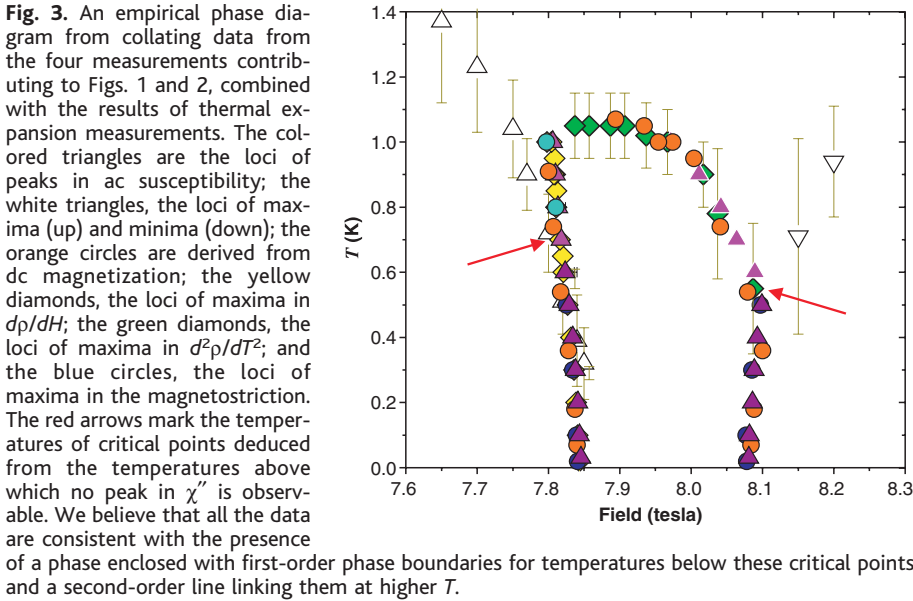 Fig. 3. An empirical phase dia-
gram from collating data from
the four measurements contrib-
uting to Figs. 1 and 2, combined
with the results of thermal ex-
pansion measurements. The col-
ored triangles are the loci of
peaks in ac susceptibility; the
white triangles, the loci of max-
ima (up) and minima (down); the
orange circles are derived from
dc magnetization; the yellow
diamonds, the loci of maxima in
dρ/dH; the green diamonds, the
loci of maxima in d²ρ/dT²; and
the blue circles, the loci of
maxima in the magnetostriction.
The red arrows mark the temper-
atures of critical points deduced
from the temperatures above
which no peak in χ″ is observ-
able. We believe that all the data
are consistent with the presence
of a phase enclosed with first-order phase boundaries for temperatures below these critical points
and a second-order line linking them at higher T.
1.4
1.2
1.0
0.8
0.6
0.4
0.2
0.0
T (K)
7.6 7.7 7.8 7.9 8.0 8.1 8.2 8.3
Field (tesla)